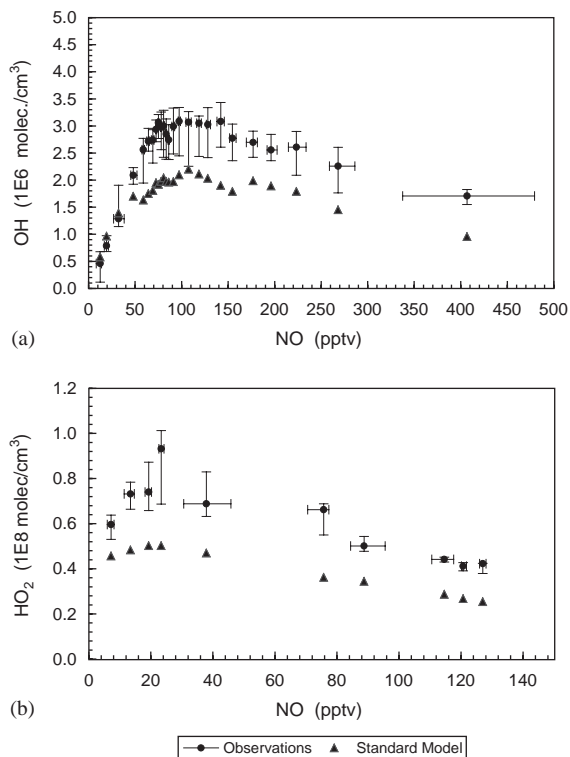 5.0
4.5
4.0
3.5
3.0
2.5
2.0
1.5
1.0
0.5
0.0
OH (1E6 molec./cm³)
0 50 100 150 200 250 300 350 400 450 500
NO (pptv)
(a)
1.2
1.0
0.8
0.6
0.4
0.2
0.0
HO₂ (1E8 molec/cm³)
0 20 40 60 80 100 120 140
NO (pptv)
(b)
Observations Standard Model